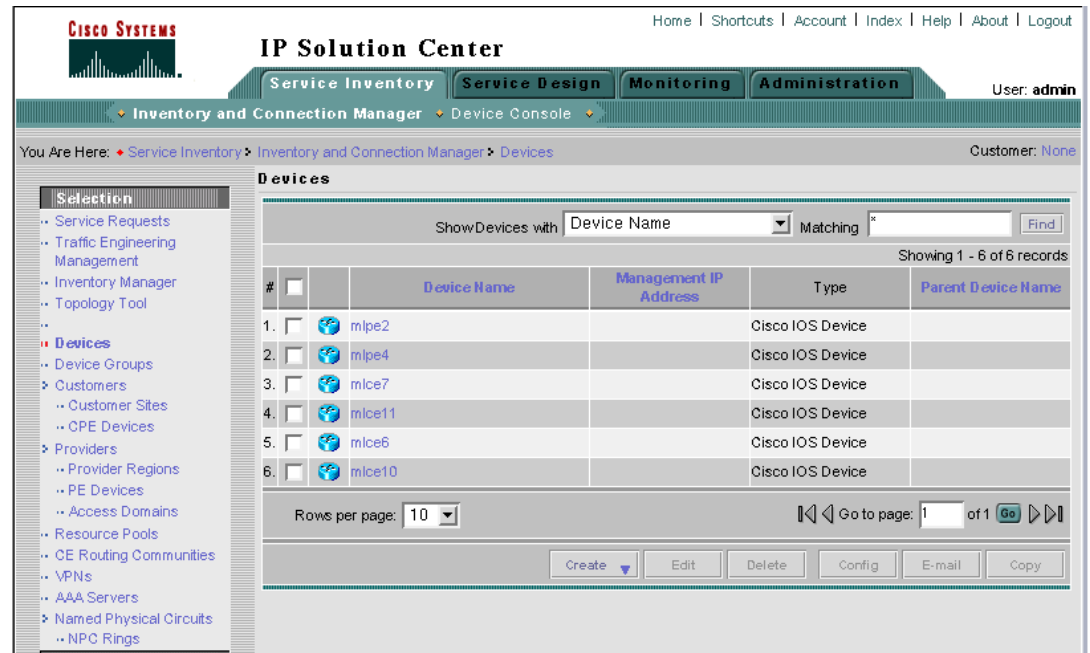 CISCO SYSTEMS
Home | Shortcuts | Account | Index | Help | About | Logout
IP Solution Center
Service Inventory Service Design Monitoring Administration
User: admin
Inventory and Connection Manager Device Console
You Are Here: Service Inventory Inventory and Connection Manager Devices Customer: None
Selection
Service Requests
Traffic Engineering
Management
Inventory Manager
Topology Tool
Devices
Device Groups
Customers
Customer Sites
CPE Devices
Providers
Provider Regions
PE Devices
Access Domains
Resource Pools
CE Routing Communities
VPNs
AAA Servers
Named Physical Circuits
NPC Rings
Devices
Show Devices with Device Name Matching * Find
Showing 1 - 6 of 6 records
# Device Name Management IP Address Type Parent Device Name
1. mlpe2 Cisco IOS Device
2. mlpe4 Cisco IOS Device
3. mlce7 Cisco IOS Device
4. mlce11 Cisco IOS Device
5. mlce6 Cisco IOS Device
6. mlce10 Cisco IOS Device
Rows per page: 10 Go to page: 1 of 1 Go
Create Edit Delete Config E-mail Copy